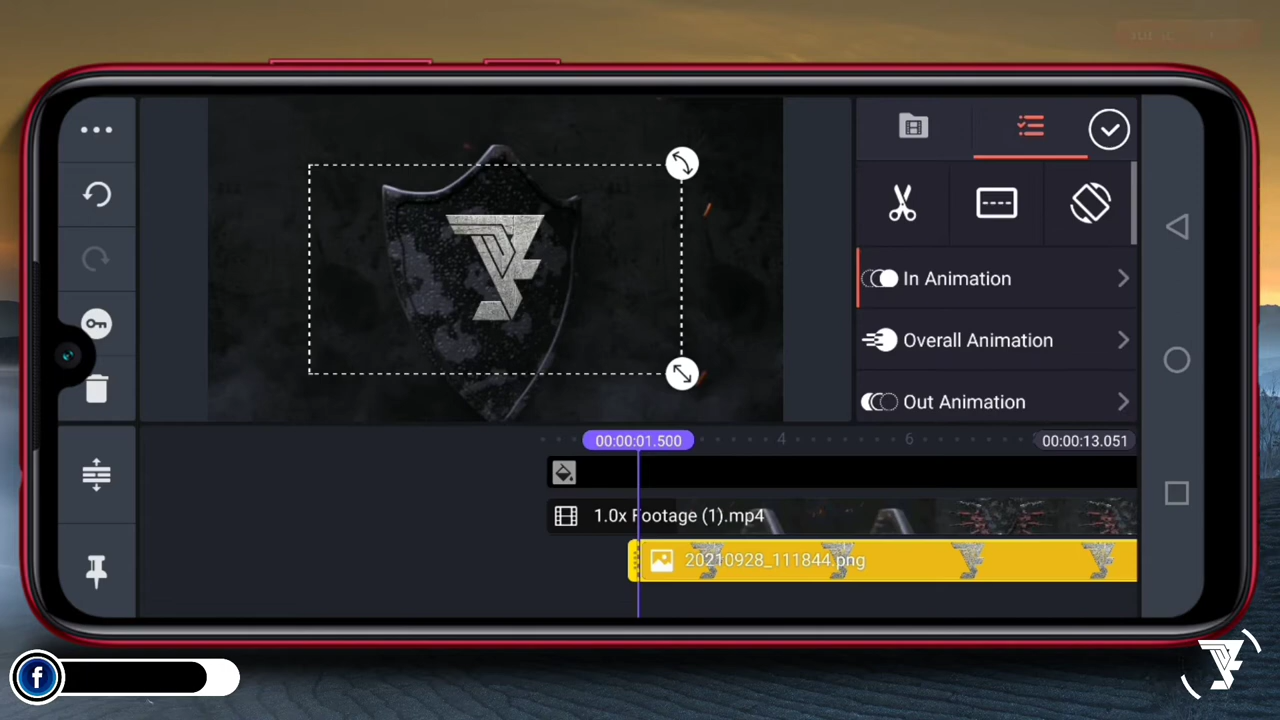 In Animation
Overall Animation
Out Animation
00:00:01.500
4
6
00:00:13.051
1.0x Footage (1).mp4
20210928_111844.png
f